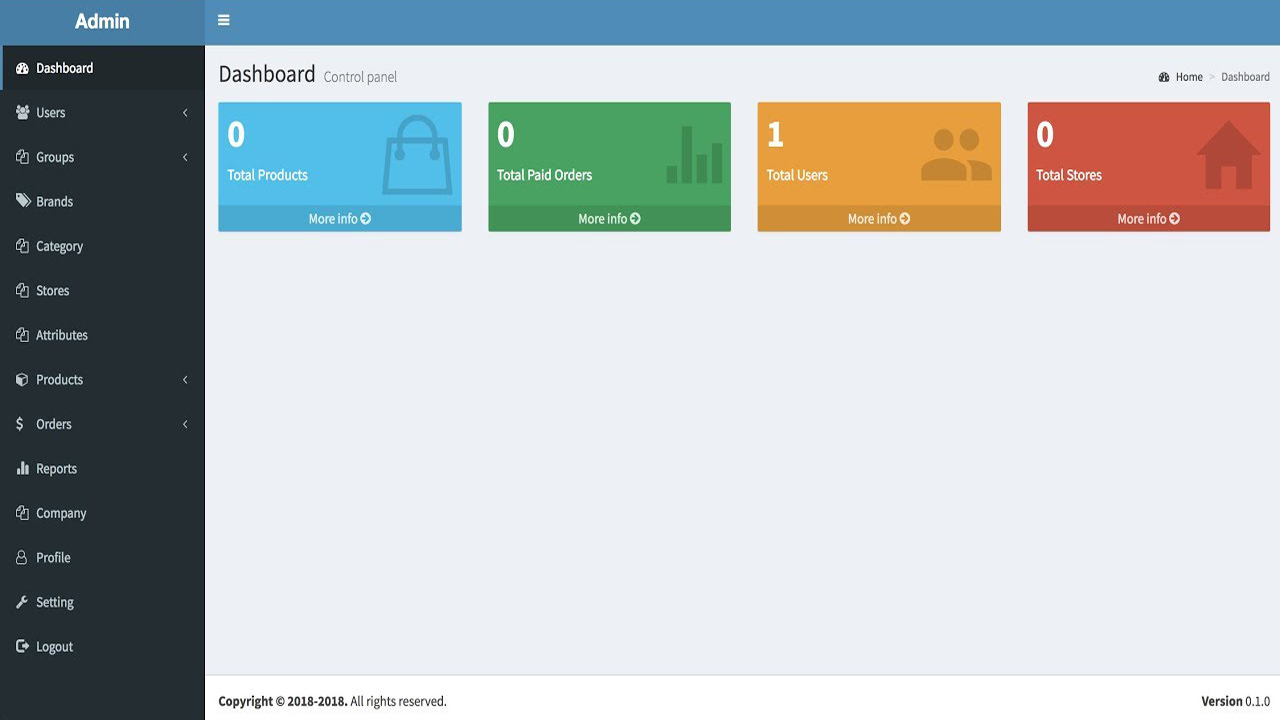 Admin
Dashboard
Users
Groups
Brands
Category
Stores
Attributes
Products
Orders
Reports
Company
Profile
Setting
Logout
Dashboard Control panel
Home > Dashboard
0
Total Products
More info
0
Total Paid Orders
More info
1
Total Users
More info
0
Total Stores
More info
Copyright © 2018-2018. All rights reserved.
Version 0.1.0